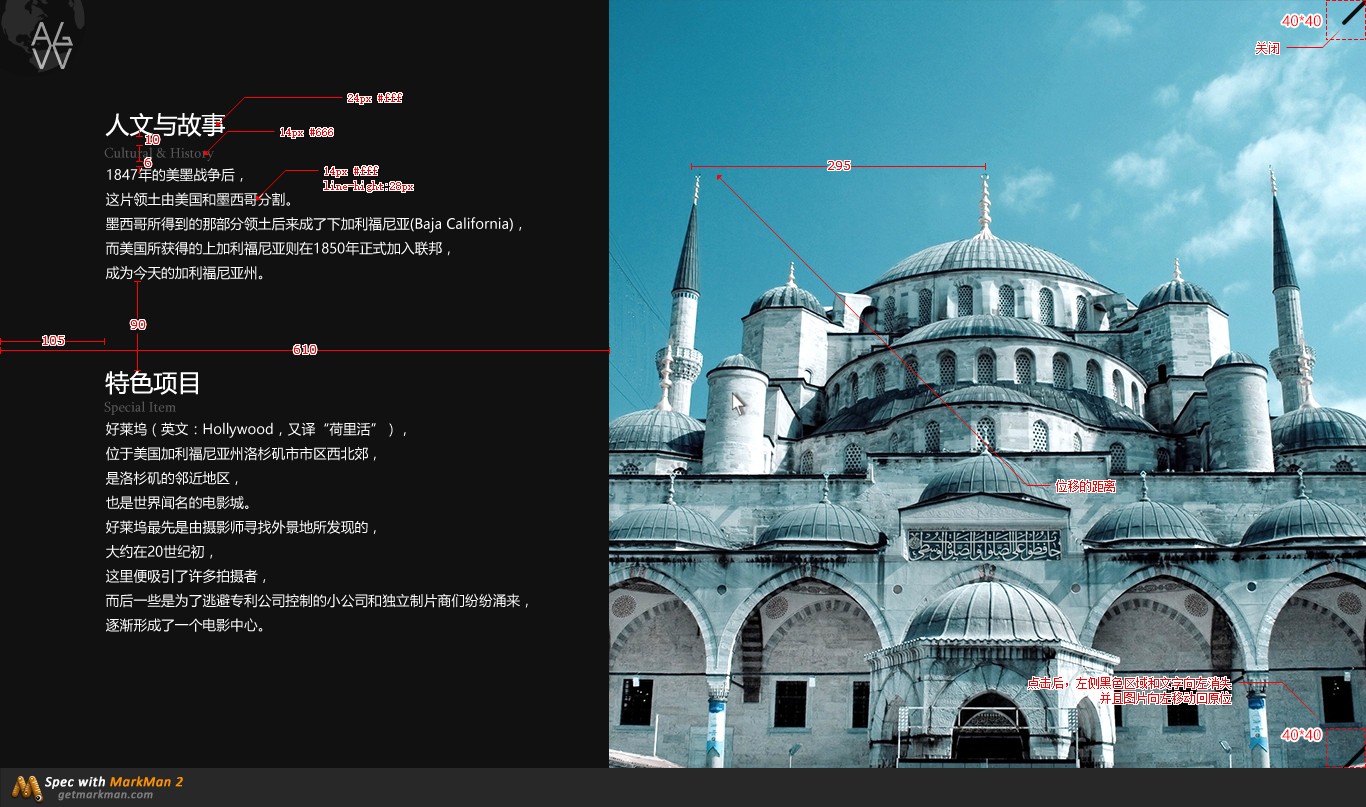 AGW
40*40
关闭
24px #fff
人文与故事
14px #666
10
Cultural & History
6
14px #fff
line-hight:28px
295
1847年的美墨战争后，
这片领土由美国和墨西哥分割。
墨西哥所得到的那部分领土后来成了下加利福尼亚(Baja California)，
而美国所获得的上加利福尼亚则在1850年正式加入联邦，
成为今天的加利福尼亚州。
90
105
610
特色项目
Special Item
好莱坞（英文：Hollywood，又译“荷里活” ），
位于美国加利福尼亚州洛杉矶市市区西北郊，
是洛杉矶的邻近地区，
也是世界闻名的电影城。
好莱坞最先是由摄影师寻找外景地所发现的，
大约在20世纪初，
这里便吸引了许多拍摄者，
而后一些是为了逃避专利公司控制的小公司和独立制片商们纷纷涌来，
逐渐形成了一个电影中心。
位移的距离
点击后，左侧黑色区域和文字向左消失
并且图片向左移动回原位
40*40
Spec with MarkMan 2
getmarkman.com